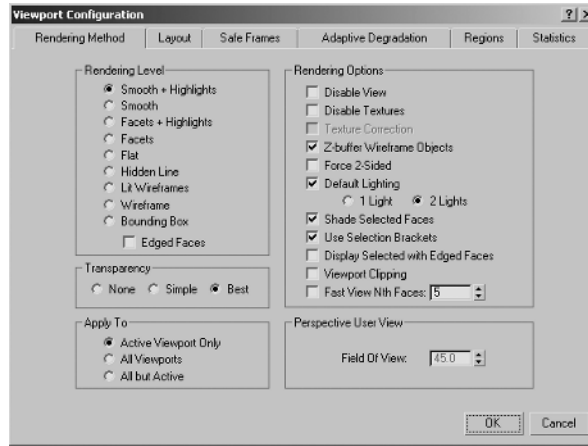 Viewport Configuration
Rendering Method Layout Safe Frames Adaptive Degradation Regions Statistics
Rendering Level
Smooth + Highlights
Smooth
Facets + Highlights
Facets
Flat
Hidden Line
Lit Wireframes
Wireframe
Bounding Box
Edged Faces
Transparency
None Simple Best
Apply To
Active Viewport Only
All Viewports
All but Active
Rendering Options
Disable View
Disable Textures
Texture Correction
Z-buffer Wireframe Objects
Force 2-Sided
Default Lighting
1 Light 2 Lights
Shade Selected Faces
Use Selection Brackets
Display Selected with Edged Faces
Viewport Clipping
Fast View Nth Faces: 5
Perspective User View
Field Of View: 45.0
OK Cancel